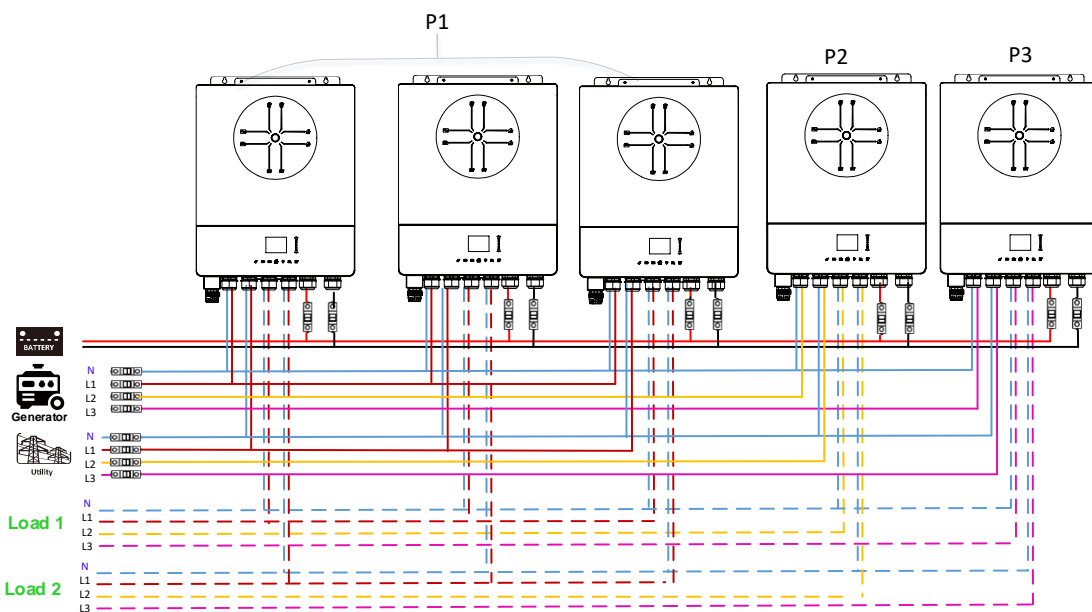 P1
P2
P3
BATTERY
Generator
N
L1
L2
L3
Utility
N
L1
L2
L3
Load 1
N
L1
L2
L3
Load 2
N
L1
L2
L3